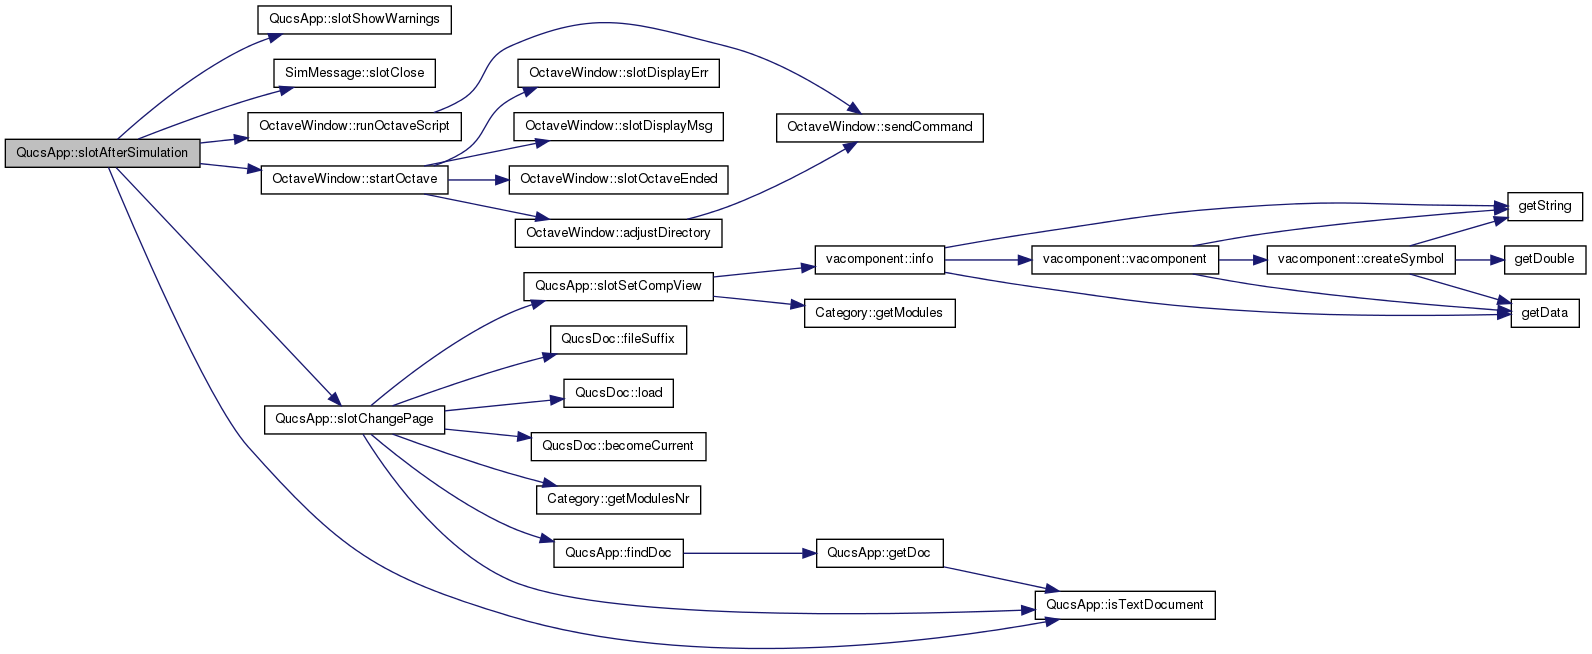 QucsApp::slotShowWarnings
SimMessage::slotClose
OctaveWindow::slotDisplayErr
OctaveWindow::runOctaveScript
OctaveWindow::slotDisplayMsg
OctaveWindow::sendCommand
QucsApp::slotAfterSimulation
OctaveWindow::startOctave
OctaveWindow::slotOctaveEnded
getString
OctaveWindow::adjustDirectory
vacomponent::info
vacomponent::vacomponent
vacomponent::createSymbol
getDouble
QucsApp::slotSetCompView
Category::getModules
getData
QucsDoc::fileSuffix
QucsDoc::load
QucsApp::slotChangePage
QucsDoc::becomeCurrent
Category::getModulesNr
QucsApp::findDoc
QucsApp::getDoc
QucsApp::isTextDocument